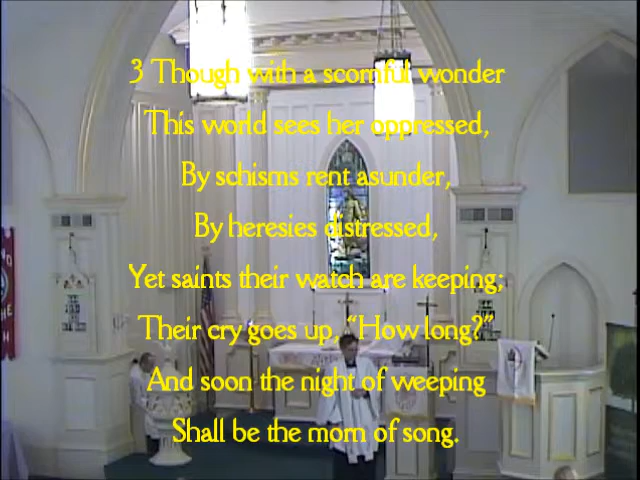 3 Though with a scornful wonder
This world sees her oppressed,
By schisms rent asunder,
By heresies distressed,
Yet saints their watch are keeping;
Their cry goes up, “How long?”
And soon the night of weeping
Shall be the morn of song.